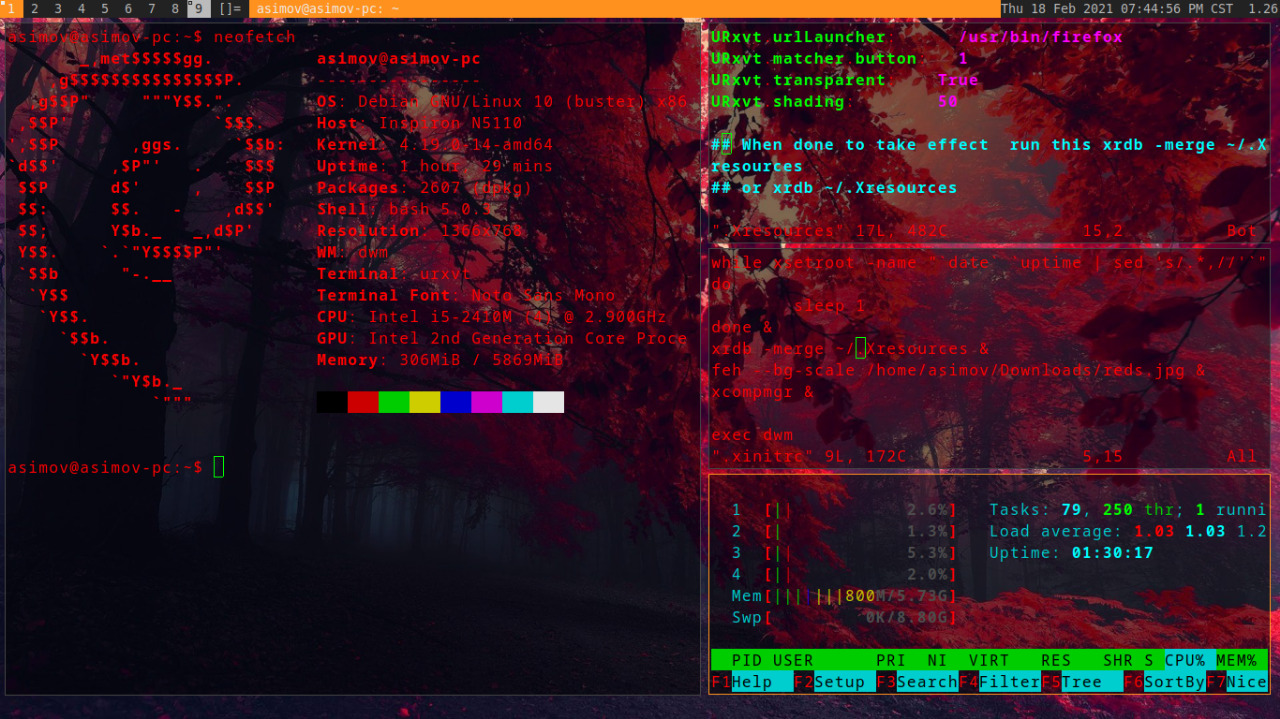 1 2 3 4 5 6 7 8 9 []= asimov@asimov-pc: ~ Thu 18 Feb 2021 07:44:56 PM CST 1.26
asimov@asimov-pc:~$ neofetch
_,met$$$$$gg.
,g$$$$$$$$$$$$$$$P.
,g$$P" """Y$$.".
,$$P' `$$$.
',$$P ,ggs. `$$b:
`d$$' ,$P"' . $$$
$$P d$' , $$P
$$: $$. - ,d$$'
$$; Y$b._ _,d$P'
Y$$. `.`"Y$$$$P"'
`$$b "-.__
`Y$$
`Y$$.
`$$b.
`Y$$b.
`"Y$b._
`"""
asimov@asimov-pc
----------------
OS: Debian GNU/Linux 10 (buster) x86
Host: Inspiron N5110
Kernel: 4.19.0-14-amd64
Uptime: 1 hour, 29 mins
Packages: 2607 (dpkg)
Shell: bash 5.0.3
Resolution: 1366x768
WM: dwm
Terminal: urxvt
Terminal Font: Noto Sans Mono
CPU: Intel i5-2410M (4) @ 2.900GHz
GPU: Intel 2nd Generation Core Proce
Memory: 306MiB / 5869MiB
asimov@asimov-pc:~$
URxvt.urlLauncher: /usr/bin/firefox
URxvt.matcher.button: 1
URxvt.transparent: True
URxvt.shading: 50
## When done to take effect run this xrdb -merge ~/.X
resources
## or xrdb ~/.Xresources
".Xresources" 17L, 482C 15,2 Bot
while xsetroot -name "`date` `uptime | sed 's/.*,//'`"
do
sleep 1
done &
xrdb -merge ~/.Xresources &
feh --bg-scale /home/asimov/Downloads/reds.jpg &
xcompmgr &
exec dwm
".xinitrc" 9L, 172C 5,15 All
1 [|| 2.6%] Tasks: 79, 250 thr; 1 runni
2 [| 1.3%] Load average: 1.03 1.03 1.2
3 [|| 5.3%] Uptime: 01:30:17
4 [|| 2.0%]
Mem[|||||||800M/5.73G]
Swp[ 0K/8.80G]
PID USER PRI NI VIRT RES SHR S CPU% MEM%
F1Help F2Setup F3SearchF4FilterF5Tree F6SortByF7Nice